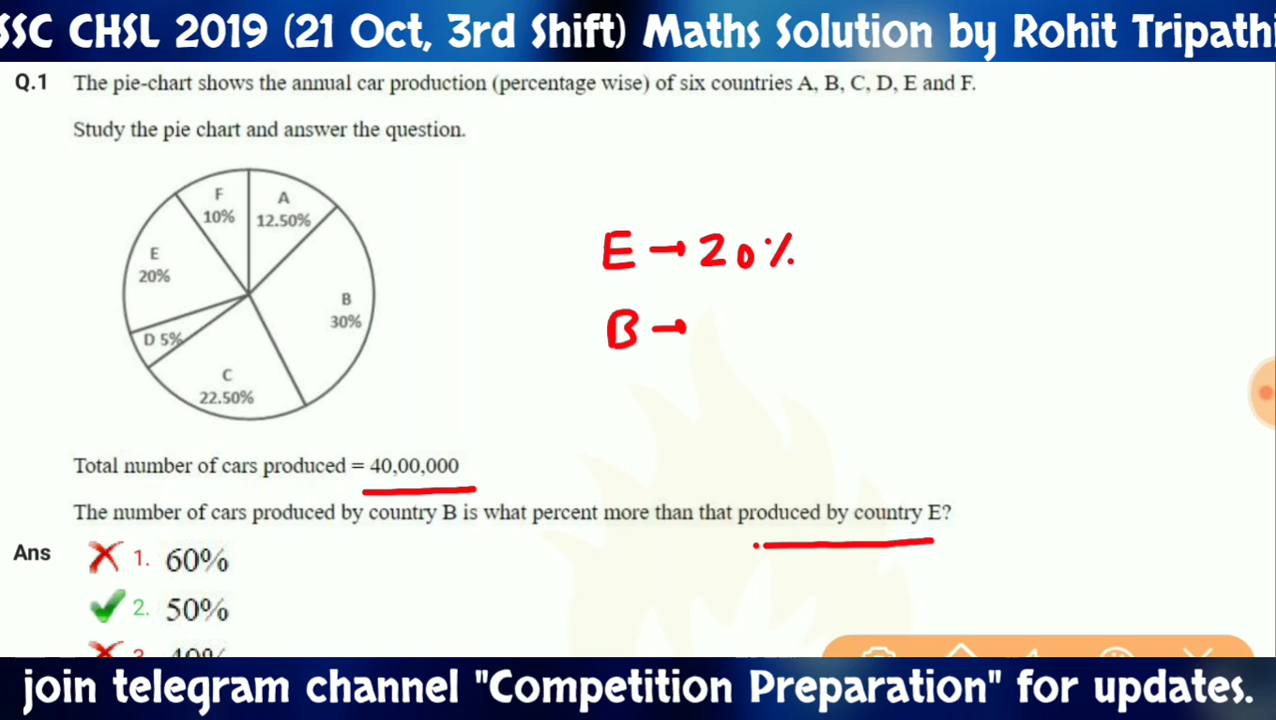 SSC CHSL 2019 (21 Oct, 3rd Shift) Maths Solution by Rohit Tripathi
Q.1 The pie-chart shows the annual car production (percentage wise) of six countries A, B, C, D, E and F.
Study the pie chart and answer the question.
F
10%
A
12.50%
E
20%
B
30%
D 5%
C
22.50%
E → 20%
B →
Total number of cars produced = 40,00,000
The number of cars produced by country B is what percent more than that produced by country E?
Ans 1. 60%
2. 50%
3. 40%
join telegram channel "Competition Preparation" for updates.